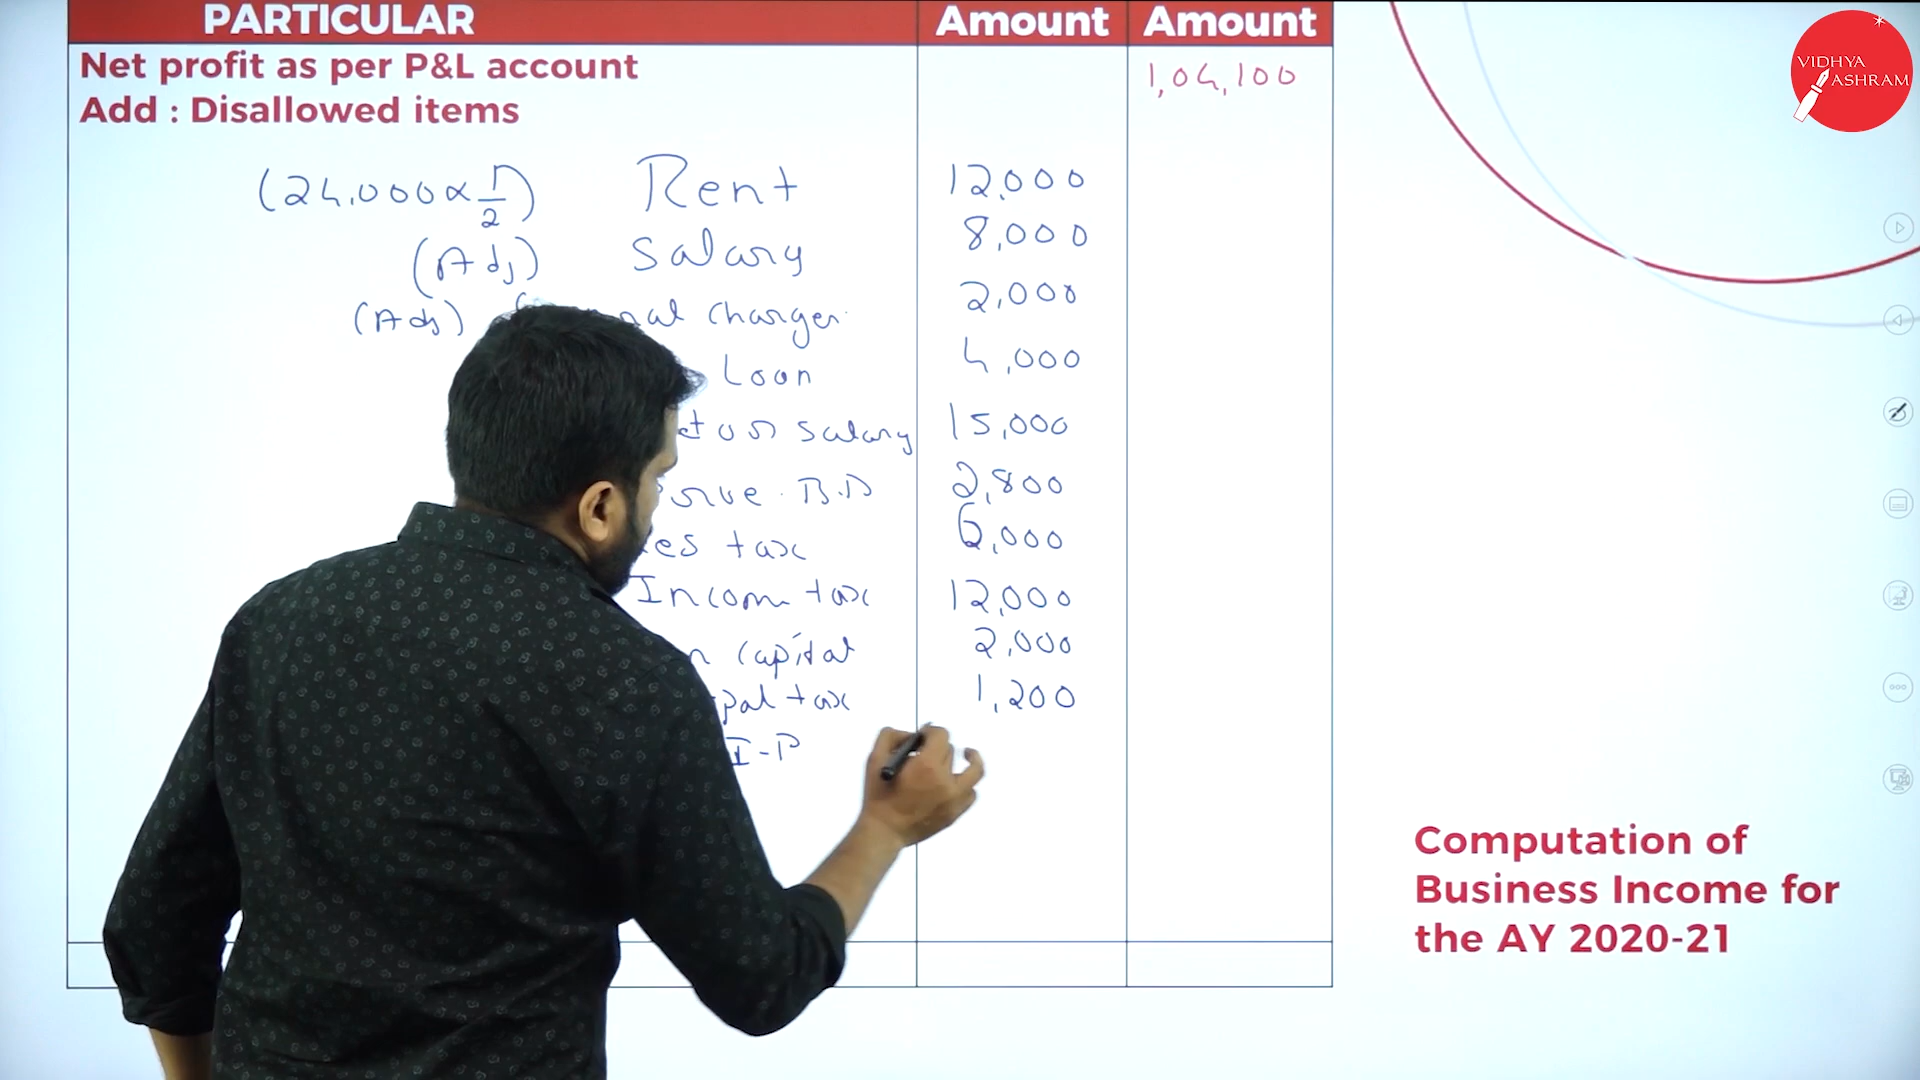 PARTICULAR Amount Amount
Net profit as per P&L account 1,04,100
Add : Disallowed items
(24,000 × 1/2) Rent 12,000
(Adj) Salary 8,000
(Adj) charges 2,000
Loan 4,000
salary 15,000
B.D 2,800
tax 6,000
Income tax 12,000
capital 2,000
tax 1,200
I-P
VIDHYA
ASHRAM
Computation of
Business Income for
the AY 2020-21